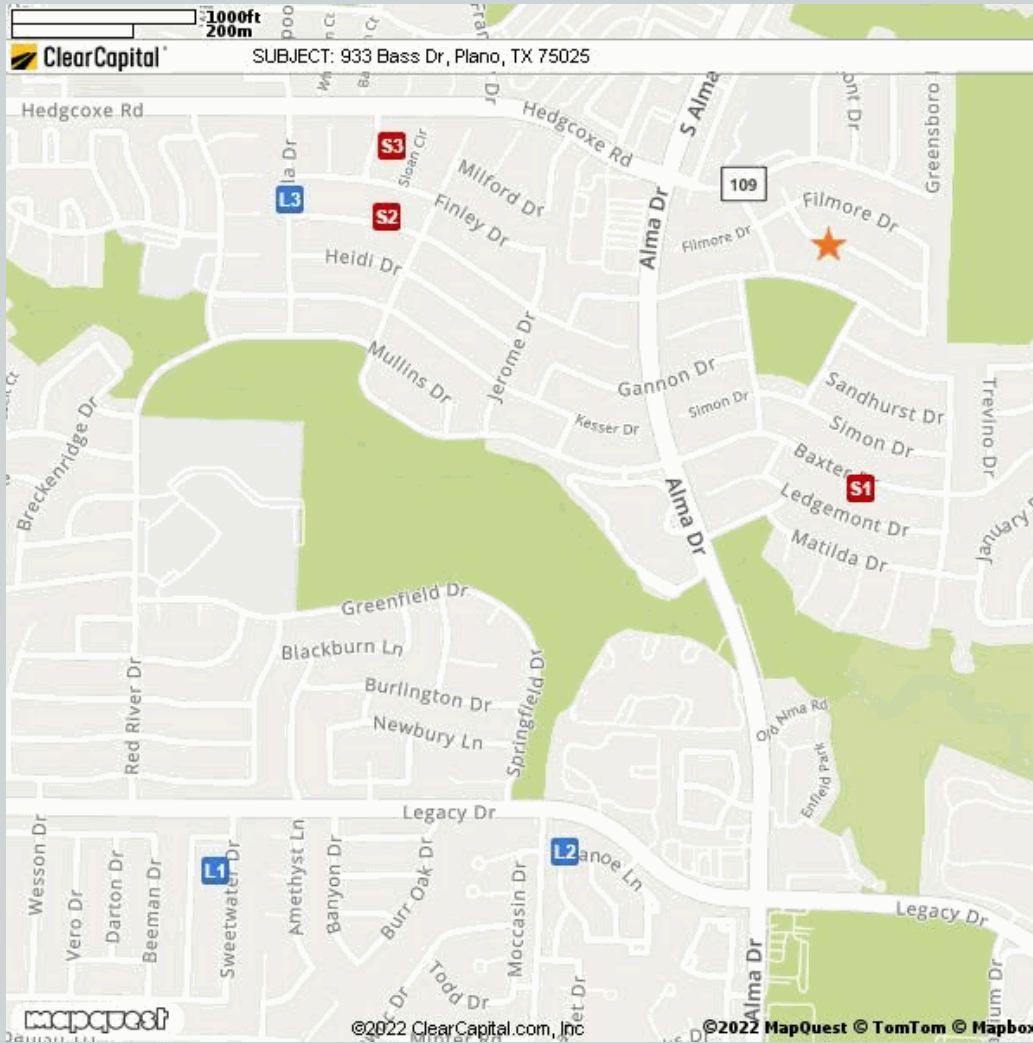 1000ft
200m
ClearCapital
SUBJECT: 933 Bass Dr, Plano, TX 75025
Hedgcoxe Rd
S Alma
Hedgcoxe Rd
Greensboro
S3
Sloan Cir
la Dr
L3
S2
Milford Dr
Finley Dr
109
Filmore Dr
Filmore Dr
Alma Dr
Heidi Dr
Mullins Dr
Jerome Dr
Gannon Dr
Simon Dr
Kesser Dr
Sandhurst Dr
Simon Dr
Trevino Dr
Breckenridge Dr
Baxter
S1
Ledgemont Dr
Matilda Dr
January
Alma Dr
Greenfield Dr
Blackburn Ln
Burlington Dr
Newbury Ln
Springfield Dr
Red River Dr
Old Alma Rd
Enfield Park
Legacy Dr
Wesson Dr
Vero Dr
Darton Dr
Beeman Dr
L1
Sweetwater Dr
Amethyst Ln
Banyon Dr
Burr Oak Dr
Moccasin Dr
L2
anoe Ln
Legacy Dr
Todd Dr
Alma Dr
mapquest
©2022 ClearCapital.com, Inc
©2022 MapQuest © TomTom © Mapbox